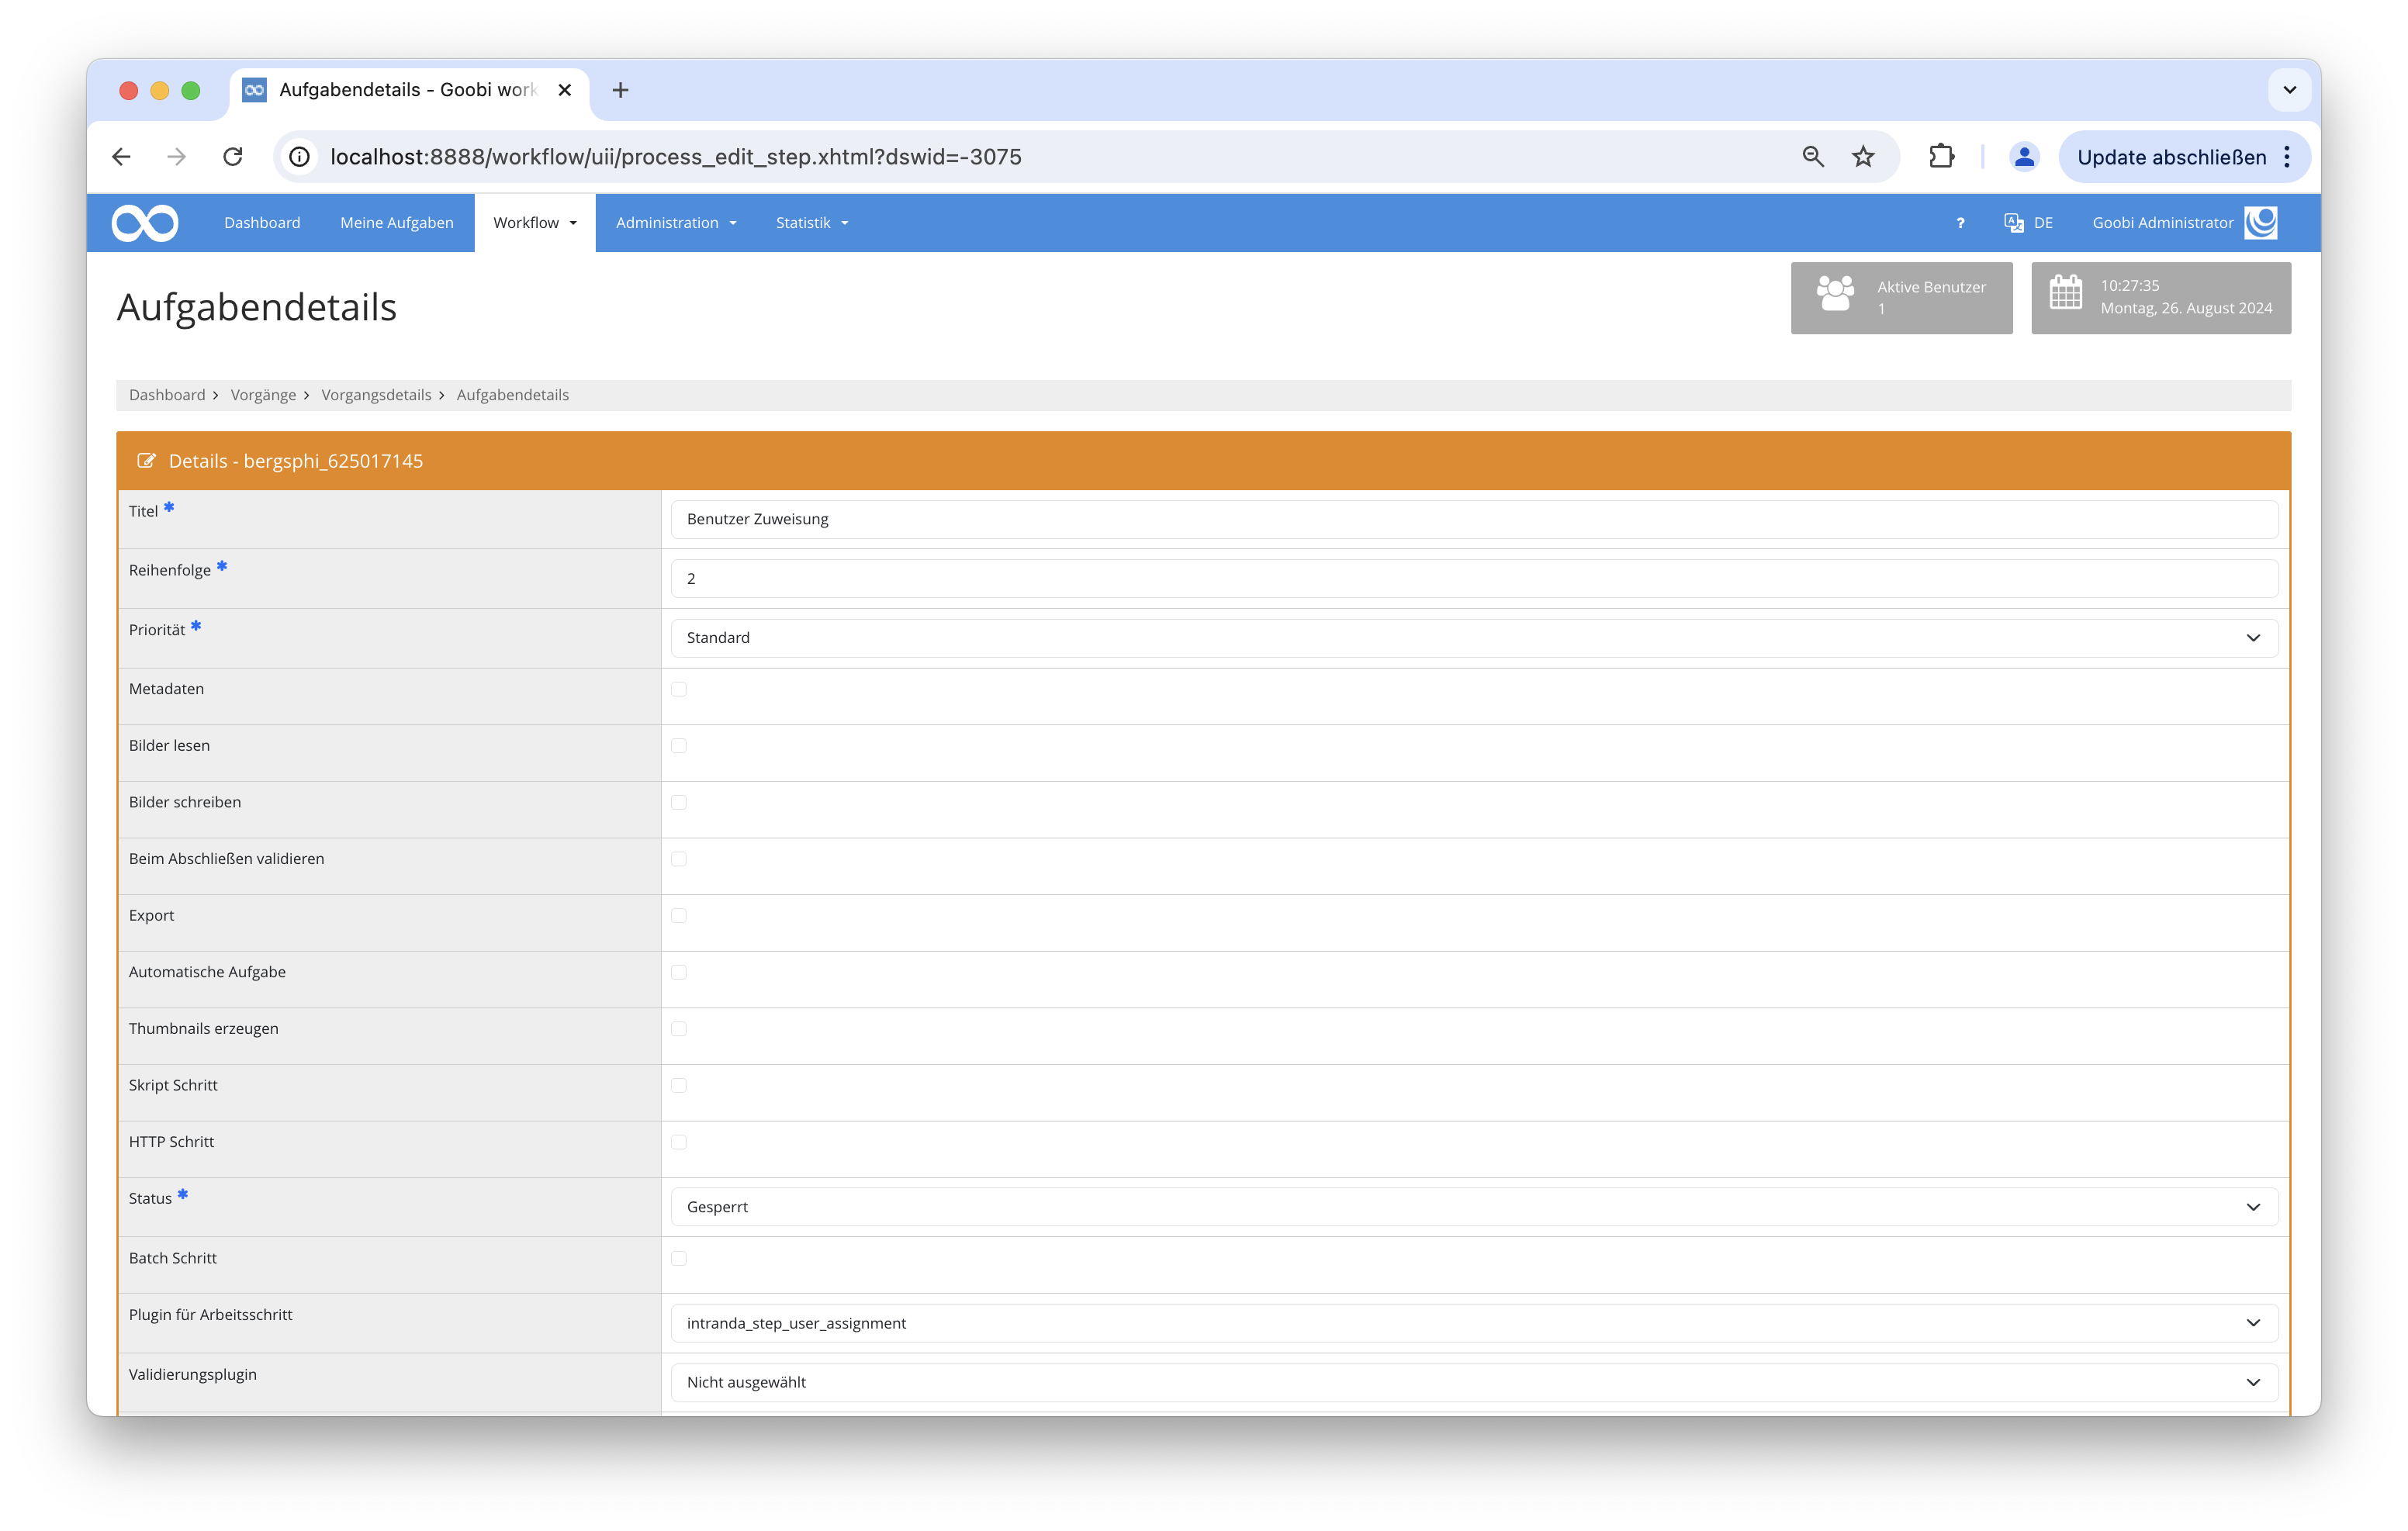 Aufgabendetails - Goobi work
localhost:8888/workflow/uii/process_edit_step.xhtml?dswid=-3075
Update abschließen
Dashboard Meine Aufgaben Workflow Administration Statistik ? DE Goobi Administrator
Aufgabendetails
Aktive Benutzer
1
10:27:35
Montag, 26. August 2024
Dashboard > Vorgänge > Vorgangsdetails > Aufgabendetails
Details - bergsphi_625017145
Titel * Benutzer Zuweisung
Reihenfolge * 2
Priorität * Standard
Metadaten
Bilder lesen
Bilder schreiben
Beim Abschließen validieren
Export
Automatische Aufgabe
Thumbnails erzeugen
Skript Schritt
HTTP Schritt
Status * Gesperrt
Batch Schritt
Plugin für Arbeitsschritt intranda_step_user_assignment
Validierungsplugin Nicht ausgewählt